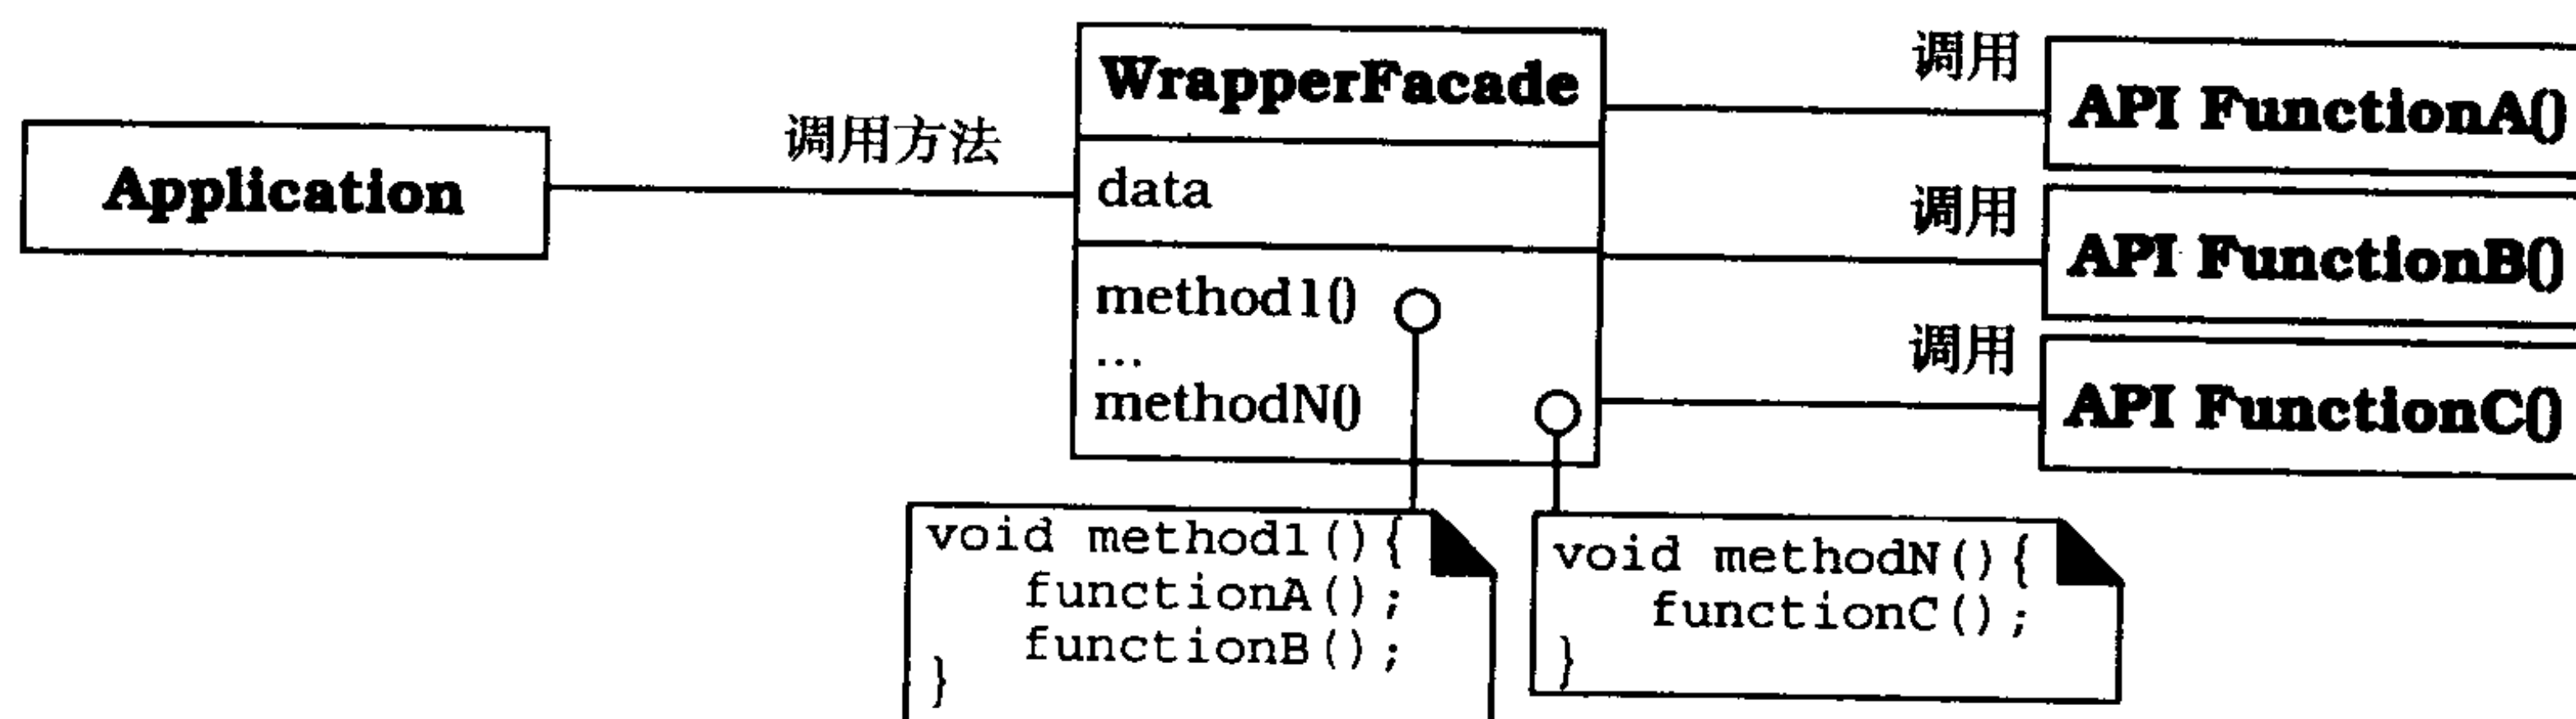 Application
调用方法
WrapperFacade
data
method1()
...
methodN()
调用
API FunctionA()
调用
API FunctionB()
调用
API FunctionC()
void method1(){
functionA();
functionB();
}
void methodN(){
functionC();
}